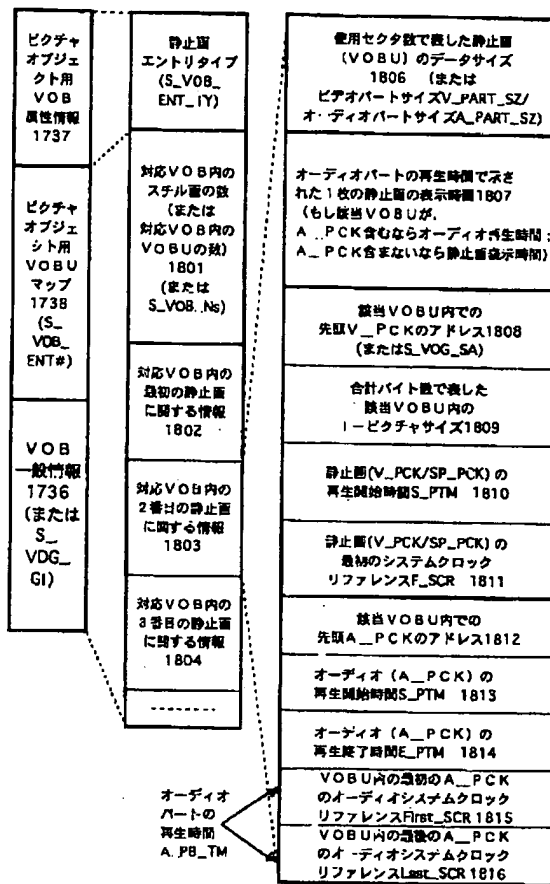 ピクチャ
オブジェ
クト用
VOB
属性情報
1737
ピクチャ
オブジェ
クト用
VOBU
マップ
1738
(S_
VOB_
ENT#)
VOB
一般情報
1736
(または
S_
VOG_
GI)
静止画
エントリタイプ
(S_VOB_
ENT_TY)
対応VOB内の
スチル画の数
(または
対応VOB内の
VOBUの数)
1801
(または
S_VOB_Ns)
対応VOB内の
最初の静止画
に関する情報
1802
対応VOB内の
2番目の静止画
に関する情報
1803
対応VOB内の
3番目の静止画
に関する情報
1804
オーディオ
パートの
再生時間
A_PB_TM
使用セクタ数で表した静止画
(VOBU)のデータサイズ
1806 (または
ビデオパートサイズV_PART_SZ/
オーディオパートサイズA_PART_SZ)
オーディオパートの再生時間で示さ
れた1枚の静止画の表示時間1807
(もし該当VOBUが、
A_PCK含むならオーディオ再生時間;
A_PCK含まないなら静止画表示時間)
該当VOBU内での
先頭V_PCKのアドレス1808
(またはS_VOG_SA)
合計バイト数で表した
該当VOBU内の
I-ピクチャサイズ1809
静止画(V_PCK/SP_PCK)の
再生開始時間S_PTM 1810
静止画(V_PCK/SP_PCK)の
最初のシステムクロック
リファレンスF_SCR 1811
該当VOBU内での
先頭A_PCKのアドレス1812
オーディオ(A_PCK)の
再生開始時間S_PTM 1813
オーディオ(A_PCK)の
再生終了時間E_PTM 1814
VOBU内の最初のA_PCK
のオーディオシステムクロック
リファレンスFirst_SCR 1815
VOBU内の最後のA_PCK
のオーディオシステムクロック
リファレンスLast_SCR 1816